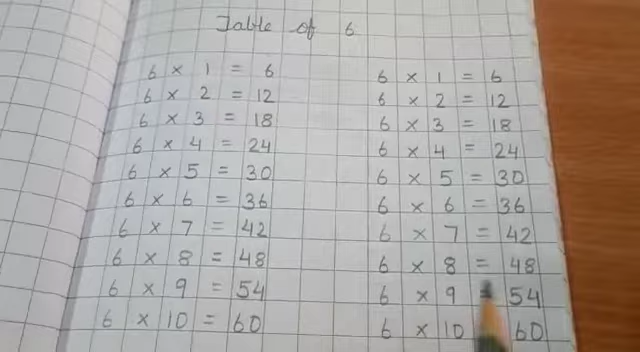 Table of 6
6 × 1 = 6 6 × 1 = 6
6 × 2 = 12 6 × 2 = 12
6 × 3 = 18 6 × 3 = 18
6 × 4 = 24 6 × 4 = 24
6 × 5 = 30 6 × 5 = 30
6 × 6 = 36 6 × 6 = 36
6 × 7 = 42 6 × 7 = 42
6 × 8 = 48 6 × 8 = 48
6 × 9 = 54 6 × 9 = 54
6 × 10 = 60 6 × 10 60